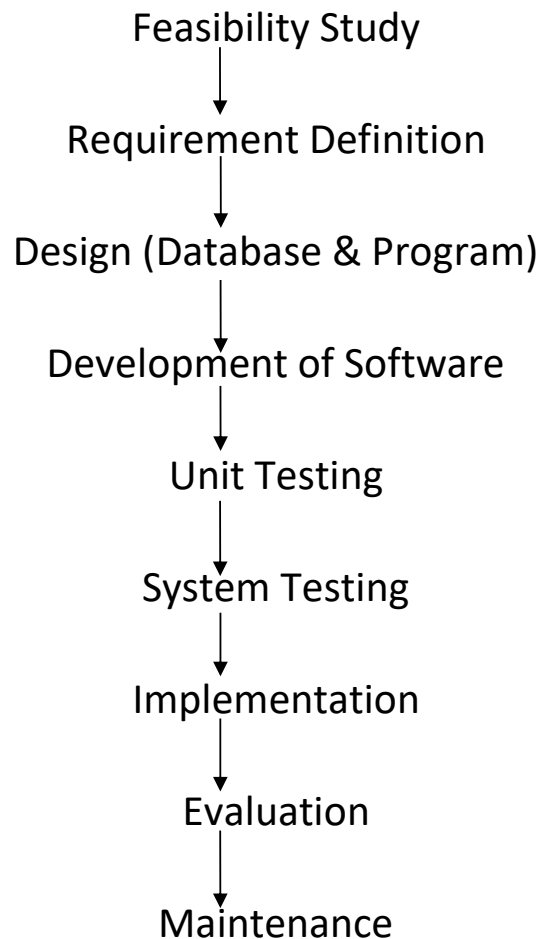 Feasibility Study
Requirement Definition
Design (Database & Program)
Development of Software
Unit Testing
System Testing
Implementation
Evaluation
Maintenance